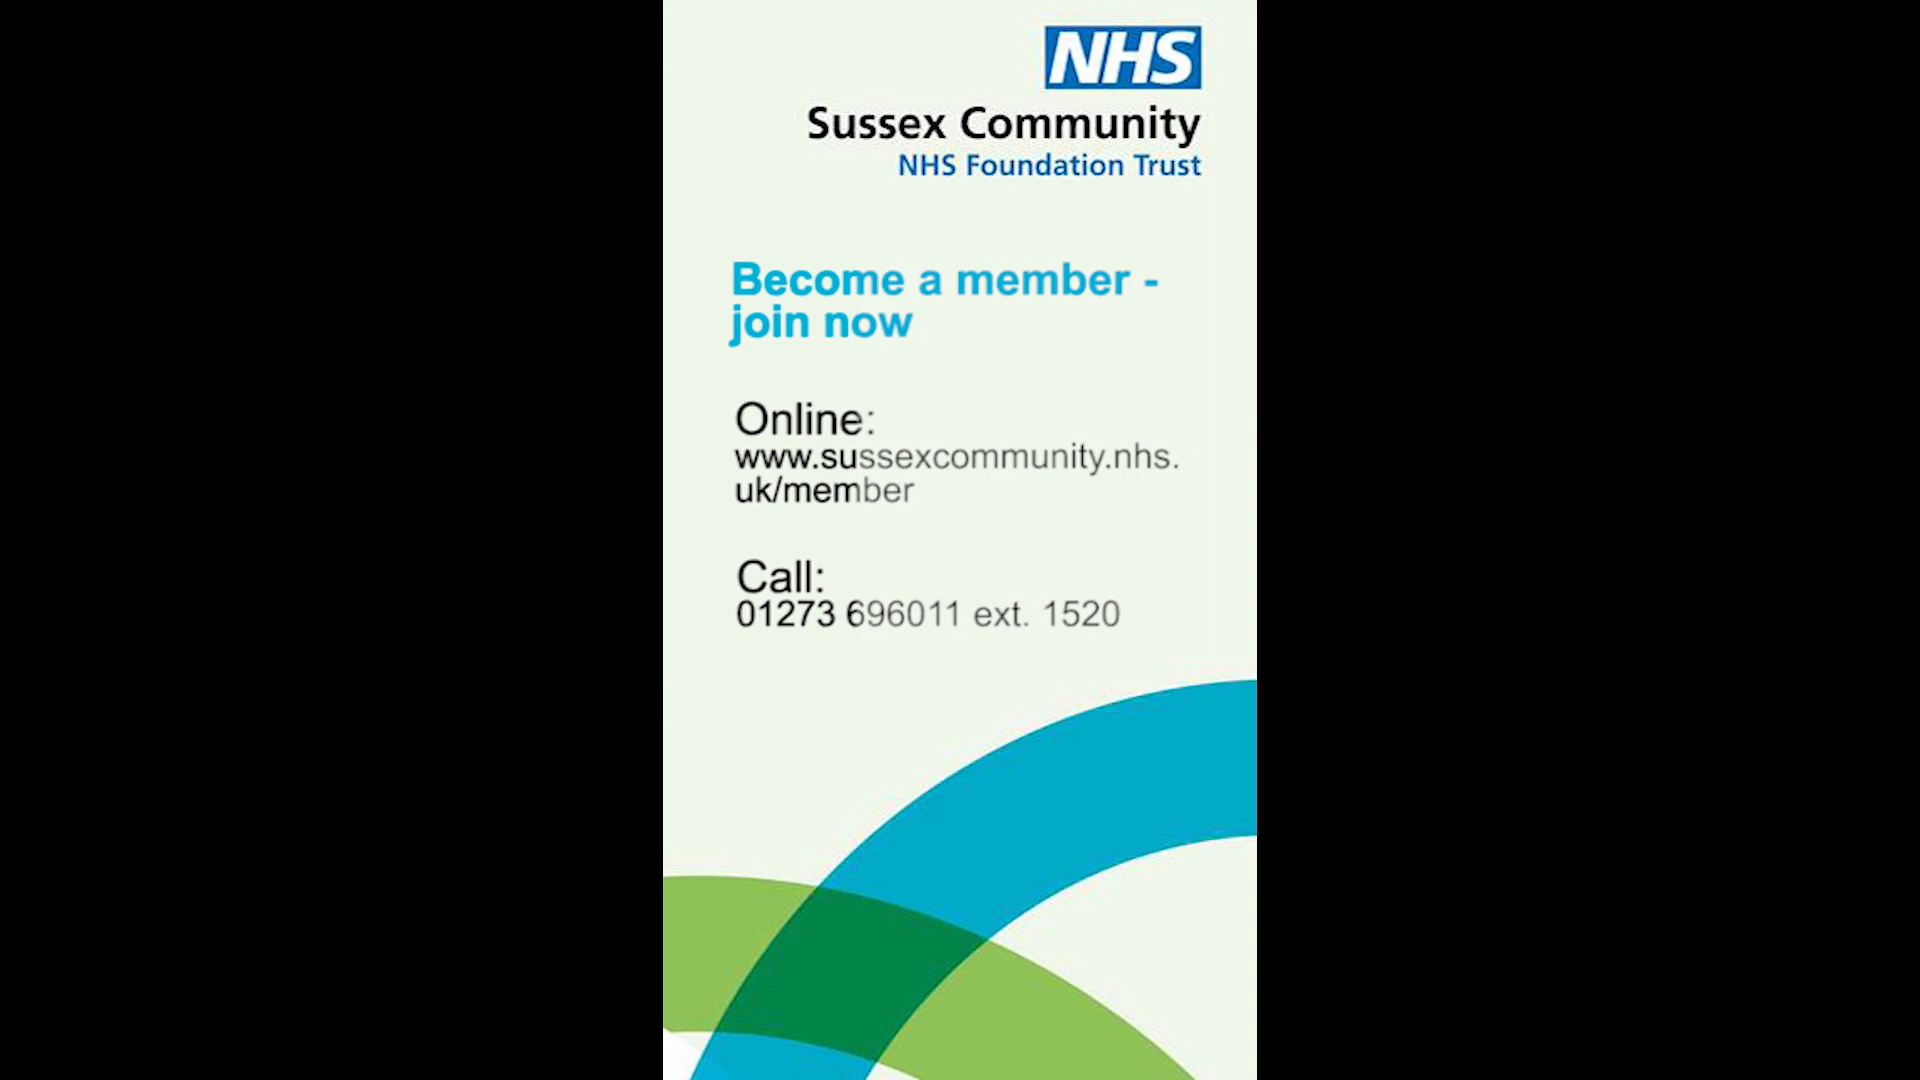 NHS
Sussex Community
NHS Foundation Trust
Become a member -
join now
Online:
www.sussexcommunity.nhs.
uk/member
Call:
01273 696011 ext. 1520